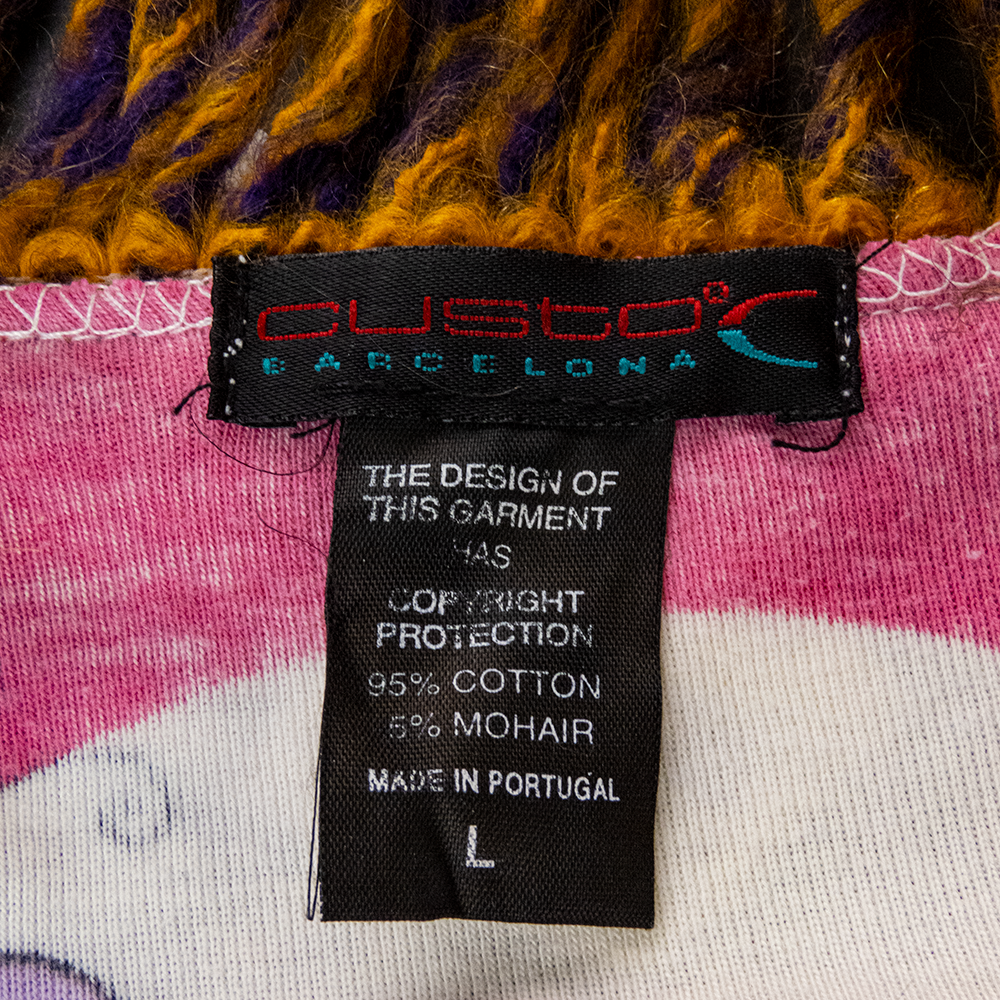 custo®
BARCELONA
THE DESIGN OF
THIS GARMENT
HAS
COPYRIGHT
PROTECTION
95% COTTON
5% MOHAIR
MADE IN PORTUGAL
L